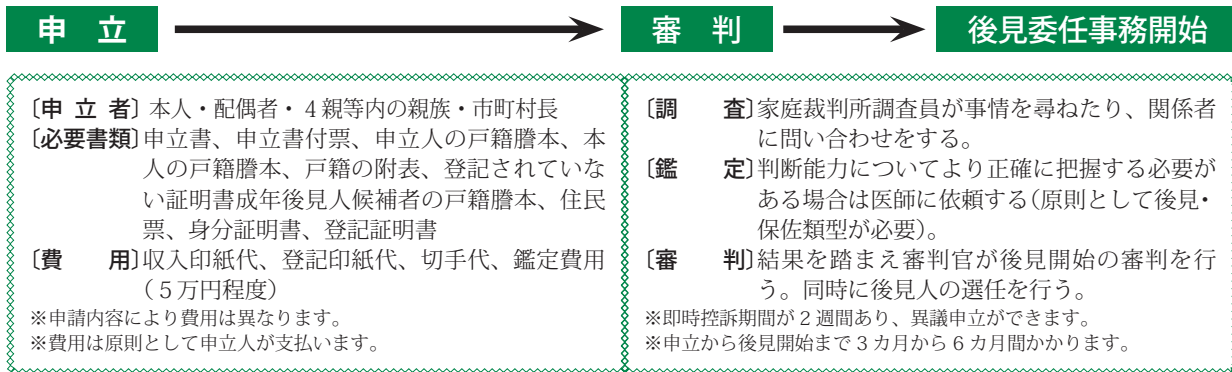 申 立
審 判
後見委任事務開始
〔申 立 者〕本人・配偶者・４親等内の親族・市町村長
〔必要書類〕申立書、申立書付票、申立人の戸籍謄本、本
人の戸籍謄本、戸籍の附表、登記されていな
い証明書成年後見人候補者の戸籍謄本、住民
票、身分証明書、登記証明書
〔費　　用〕収入印紙代、登記印紙代、切手代、鑑定費用
（５万円程度）
※申請内容により費用は異なります。
※費用は原則として申立人が支払います。
〔調　　査〕家庭裁判所調査員が事情を尋ねたり、関係者
に問い合わせをする。
〔鑑　　定〕判断能力についてより正確に把握する必要が
ある場合は医師に依頼する（原則として後見・
保佐類型が必要）。
〔審　　判〕結果を踏まえ審判官が後見開始の審判を行
う。同時に後見人の選任を行う。
※即時控訴期間が２週間あり、異議申立ができます。
※申立から後見開始まで３カ月から６カ月間かかります。